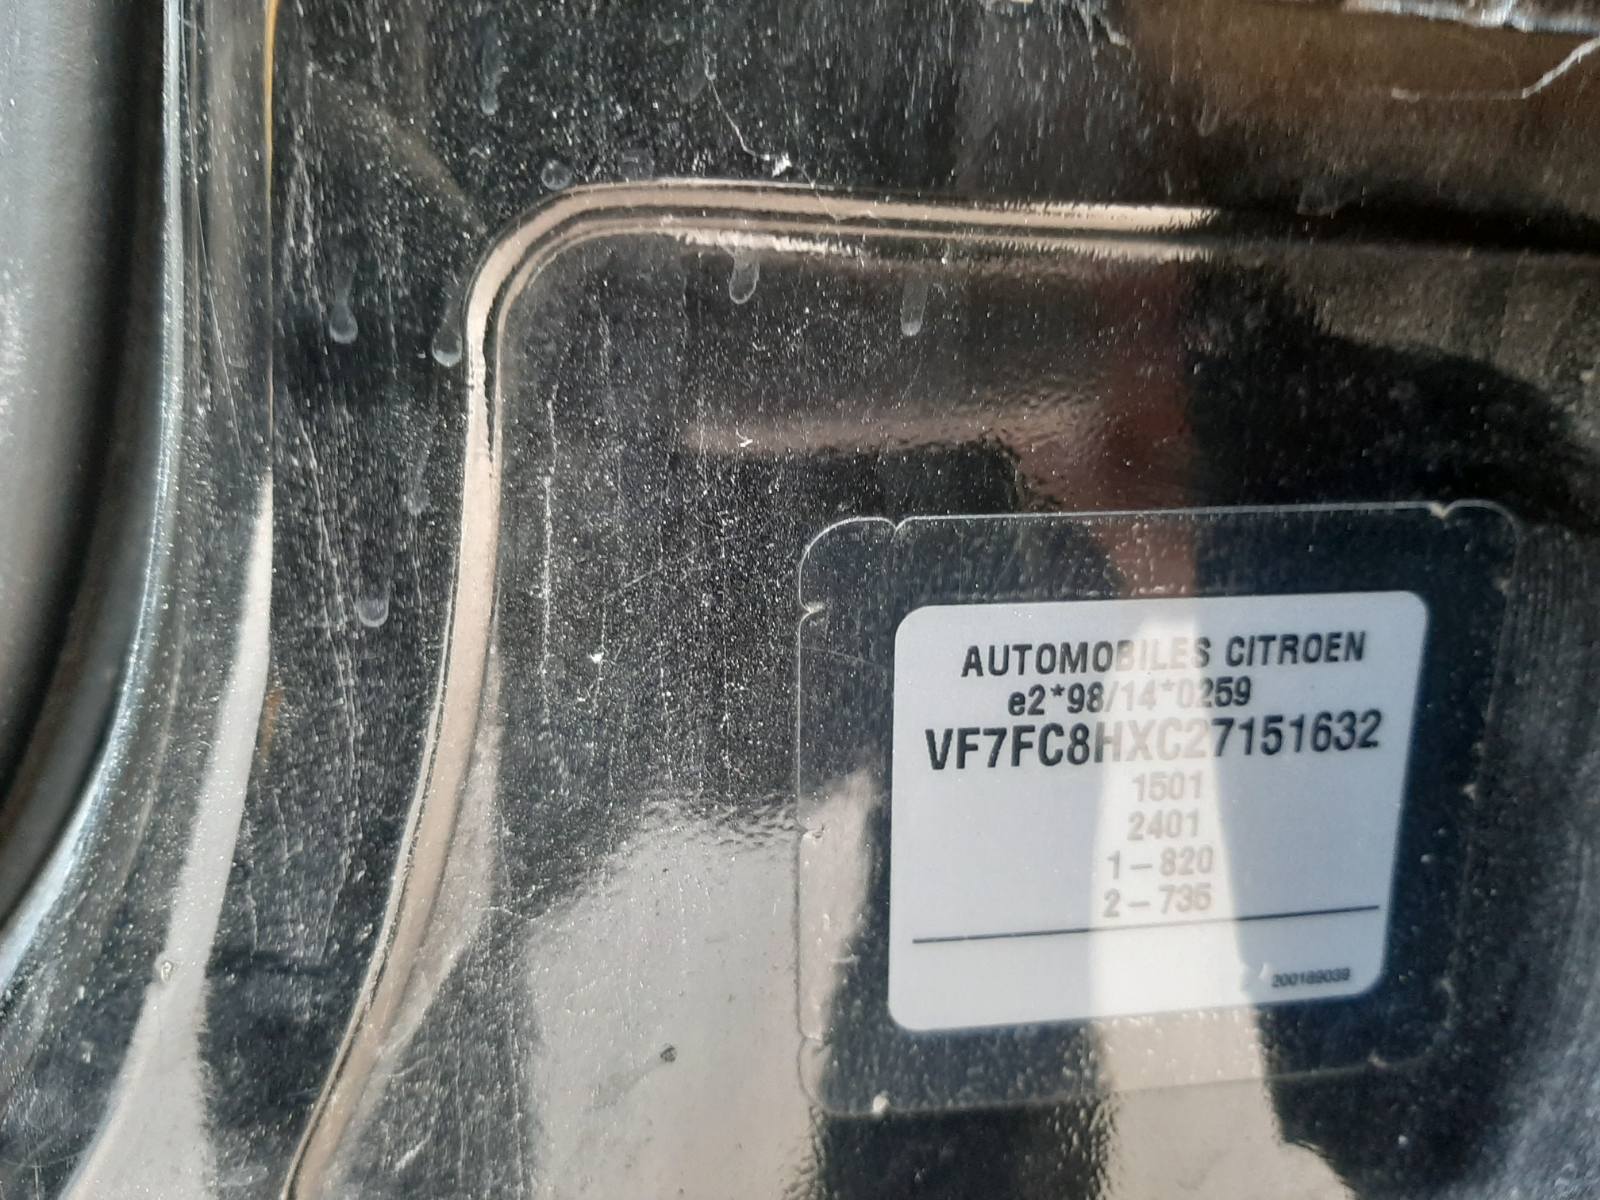 AUTOMOBILES CITROEN
e2*98/14*0259
VF7FC8HXC27151632
1501
2401
1 – 820
2 – 735
200189039